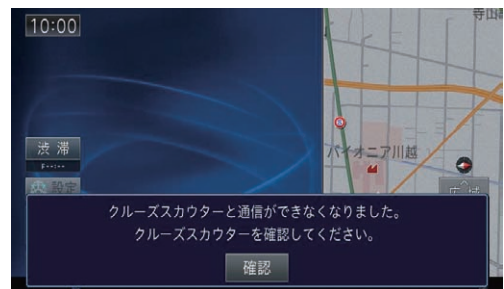 10:00
寺山
渋 滞
設定
パイオニア川越
広 域
クルーズスカウターと通信ができなくなりました。
クルーズスカウターを確認してください。
確認